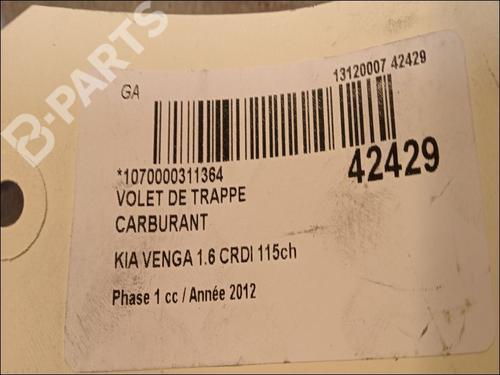 B-PARTS
GA
13120007 42429
42429
*1070000311364
VOLET DE TRAPPE
CARBURANT
KIA VENGA 1.6 CRDI 115ch
Phase 1 cc / Année 2012